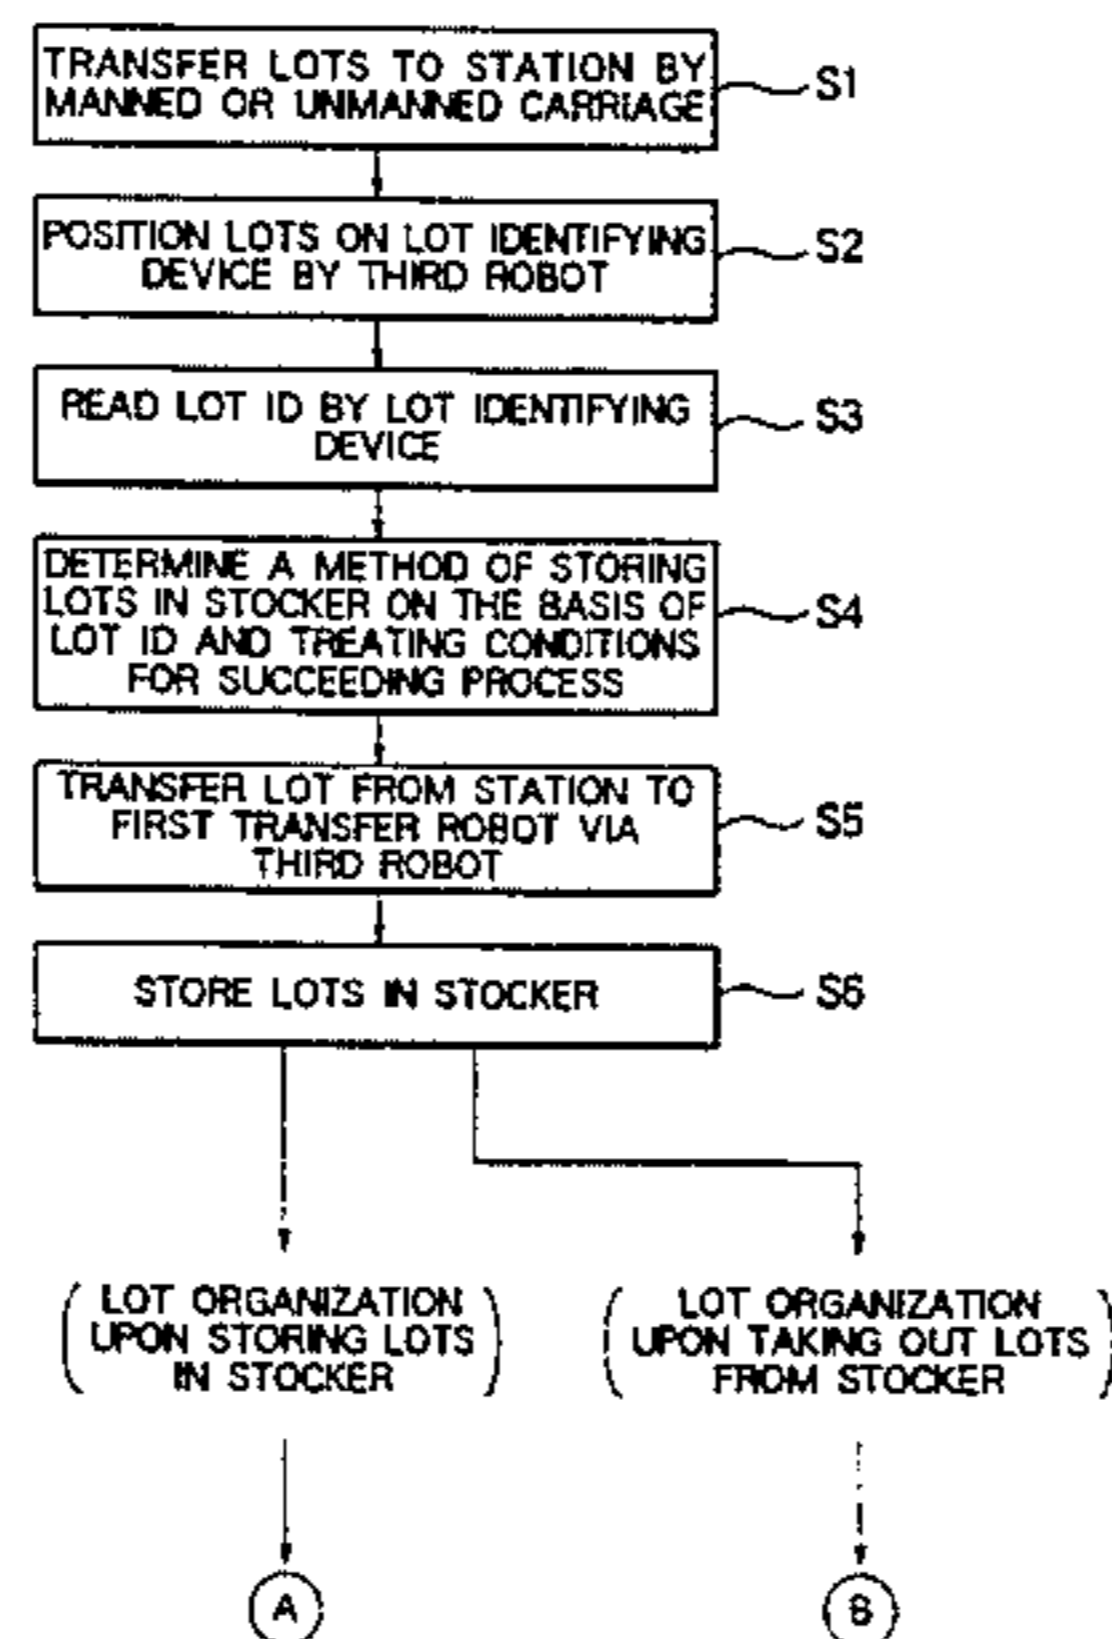 TRANSFER LOTS TO STATION BY
MANNED OR UNMANNED CARRIAGE
S1
POSITION LOTS ON LOT IDENTIFYING
DEVICE BY THIRD ROBOT
S2
READ LOT ID BY LOT IDENTIFYING
DEVICE
S3
DETERMINE A METHOD OF STORING
LOTS IN STOCKER ON THE BASIS OF
LOT ID AND TREATING CONDITIONS
FOR SUCCEEDING PROCESS
S4
TRANSFER LOT FROM STATION TO
FIRST TRANSFER ROBOT VIA
THIRD ROBOT
S5
STORE LOTS IN STOCKER
S6
(LOT ORGANIZATION
UPON STORING LOTS
IN STOCKER)
(LOT ORGANIZATION
UPON TAKING OUT LOTS
FROM STOCKER)
A
B